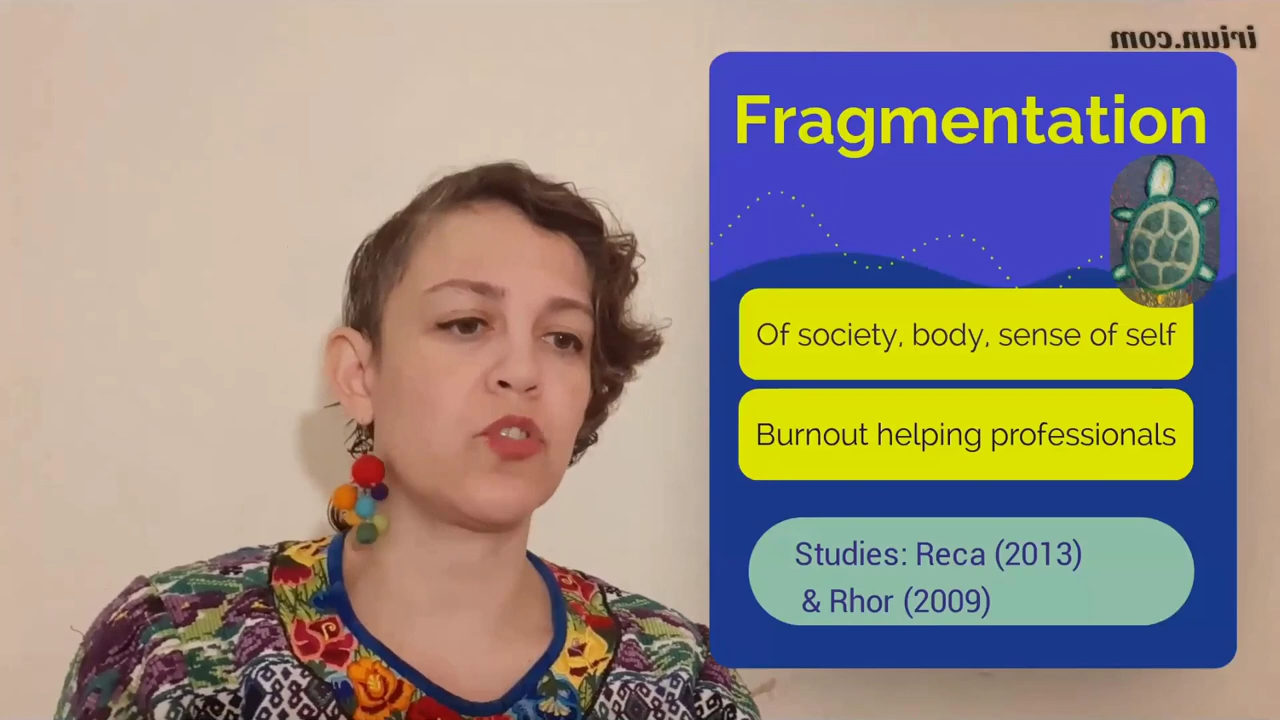 iriun.com
Fragmentation
Of society, body, sense of self
Burnout helping professionals
Studies: Reca (2013)
& Rhor (2009)